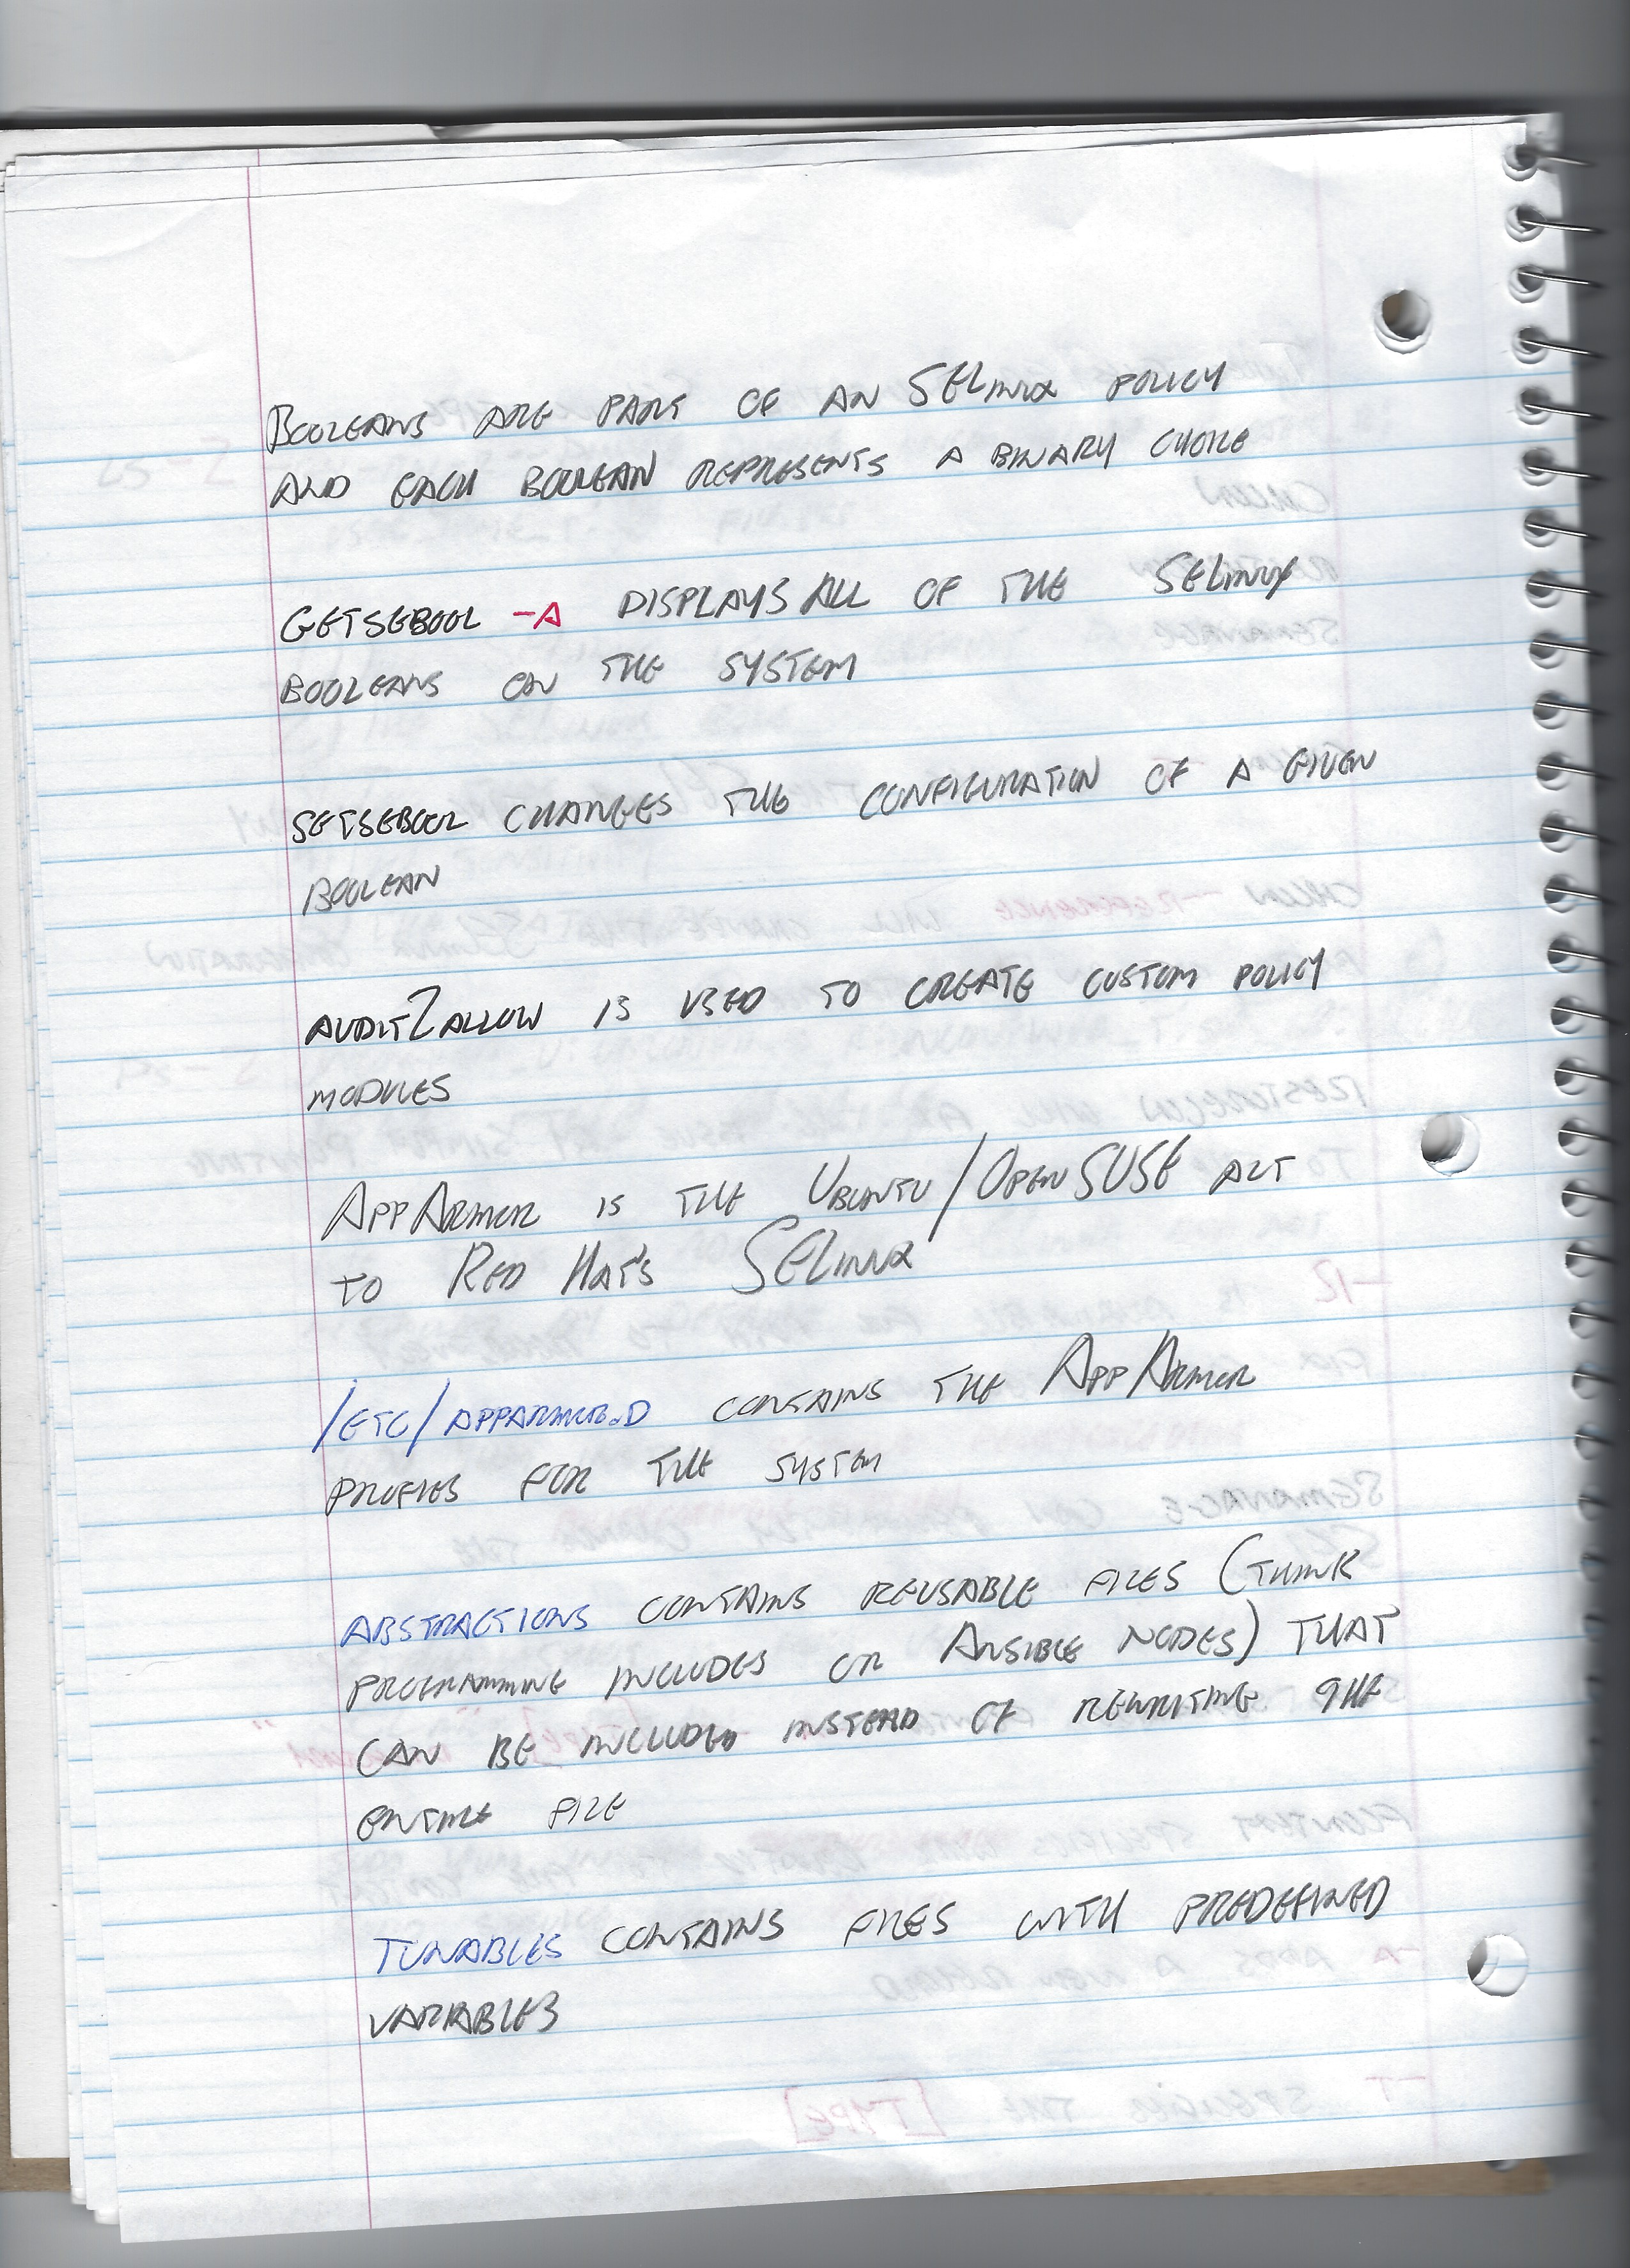 BOOLEANS ARE PART OF AN SELINUX POLICY
AND EACH BOOLEAN REPRESENTS A BINARY CHOICE
GETSEBOOL -A DISPLAYS ALL OF THE SELINUX
BOOLEANS ON THE SYSTEM
SETSEBOOL CHANGES THE CONFIGURATION OF A GIVEN
BOOLEAN
AUDIT2ALLOW IS USED TO CREATE CUSTOM POLICY
MODULES
APPARMOR IS THE UBUNTU/OPENSUSE ALT
TO RED HAT'S SELINUX
/ETC/APPARMOR.D CONTAINS THE APPARMOR
PROFIES FOR THE SYSTEM
ABSTRACTIONS CONTAINS REUSABLE FILES (THINK
PROGRAMMING INCLUDES OR ANSIBLE NODES) THAT
CAN BE INCLUDED INSTEAD OF REWRITING THE
ENTIRE FILE
TUNABLES CONTAINS FILES WITH PREDEFINED
VARIABLES